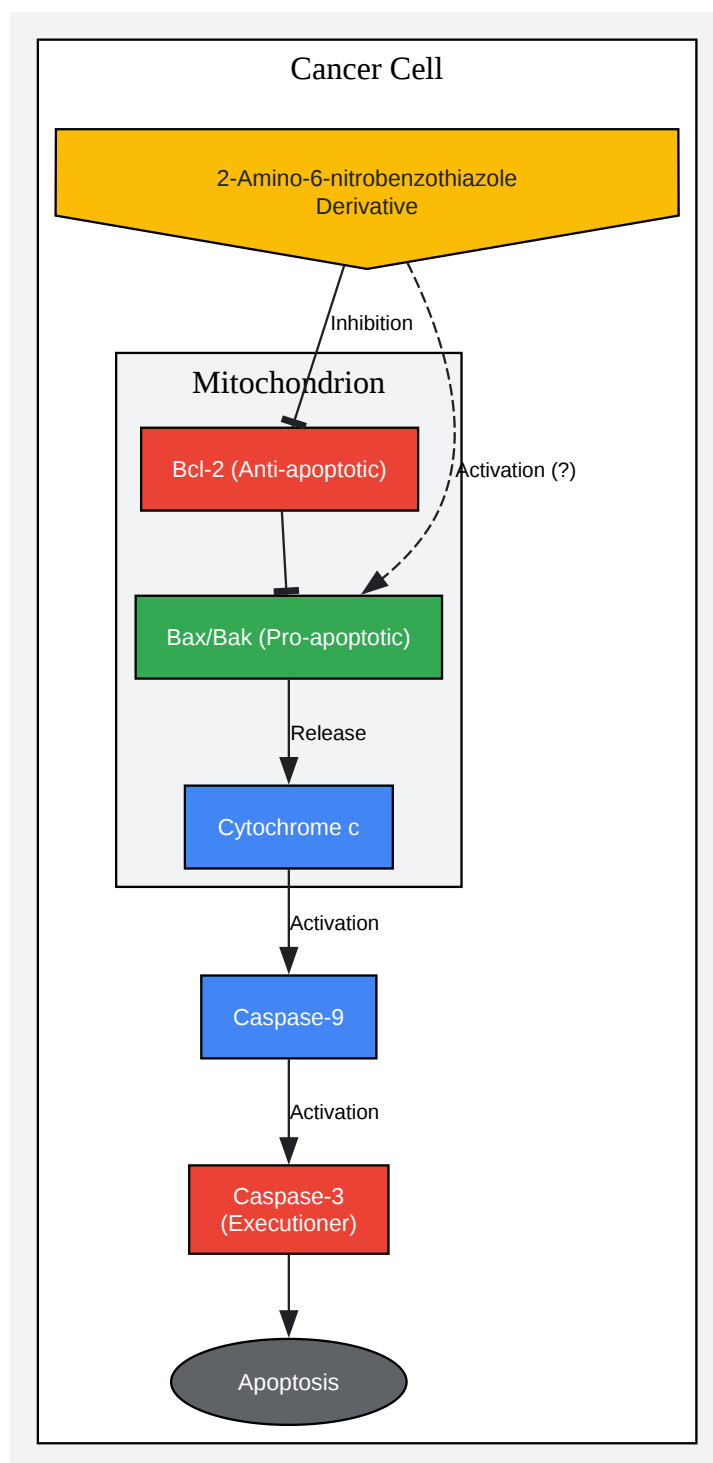 Cancer Cell
2-Amino-6-nitrobenzothiazole
Derivative
Inhibition
Mitochondrion
Bcl-2 (Anti-apoptotic)
Activation (?)
Bax/Bak (Pro-apoptotic)
Release
Cytochrome c
Activation
Caspase-9
Activation
Caspase-3
(Executioner)
Apoptosis